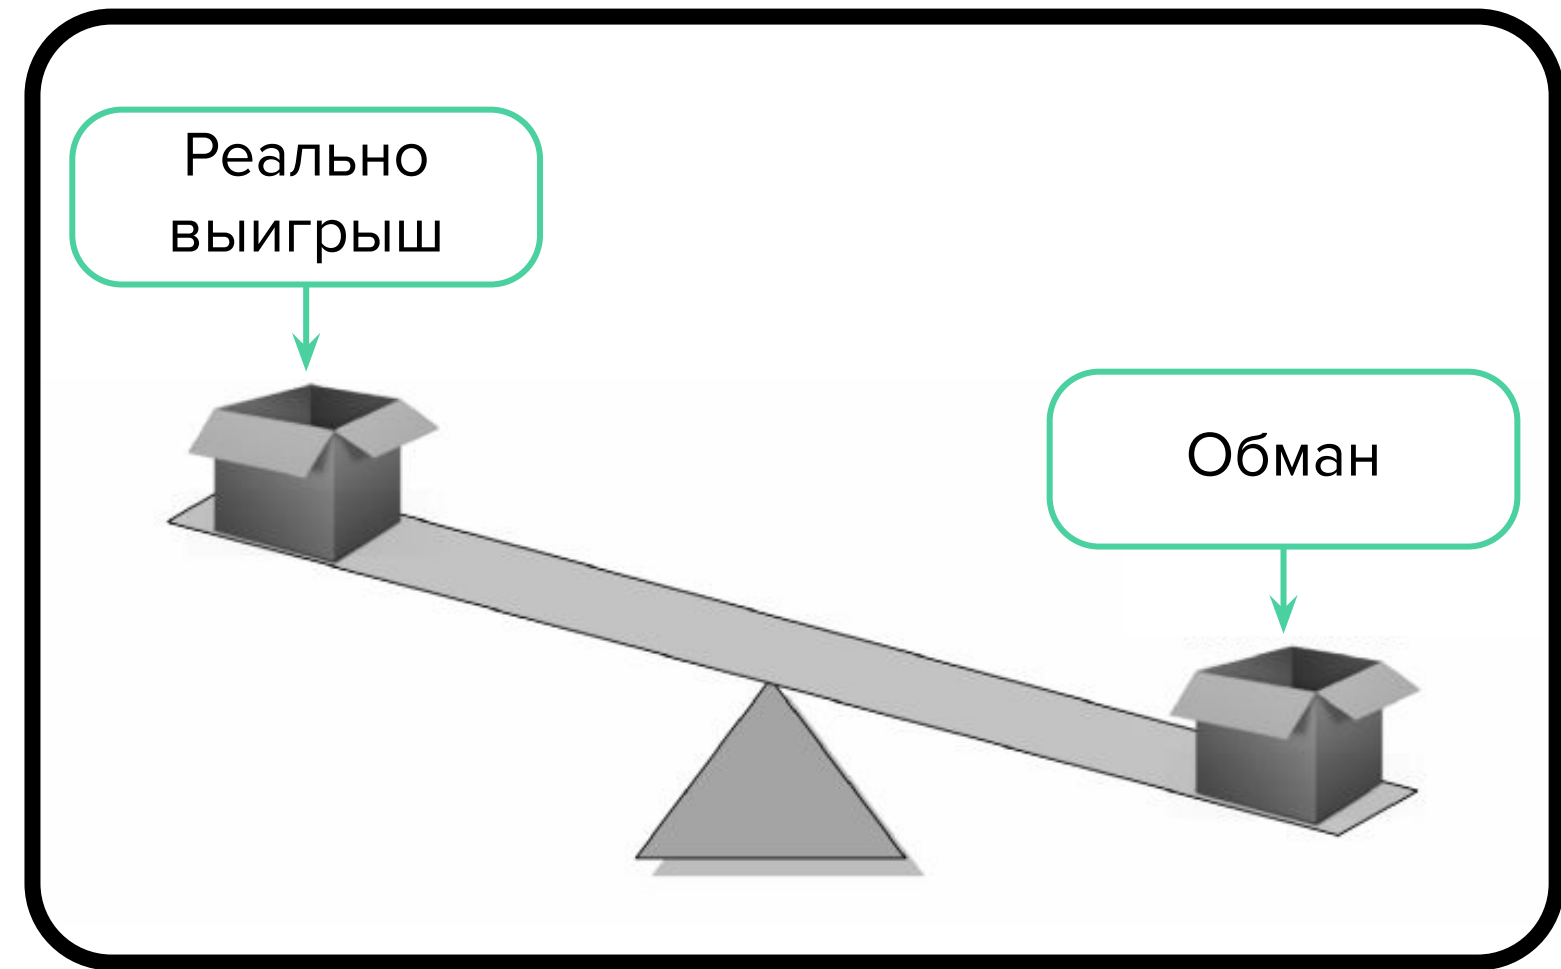 Реально
выигрыш
Обман